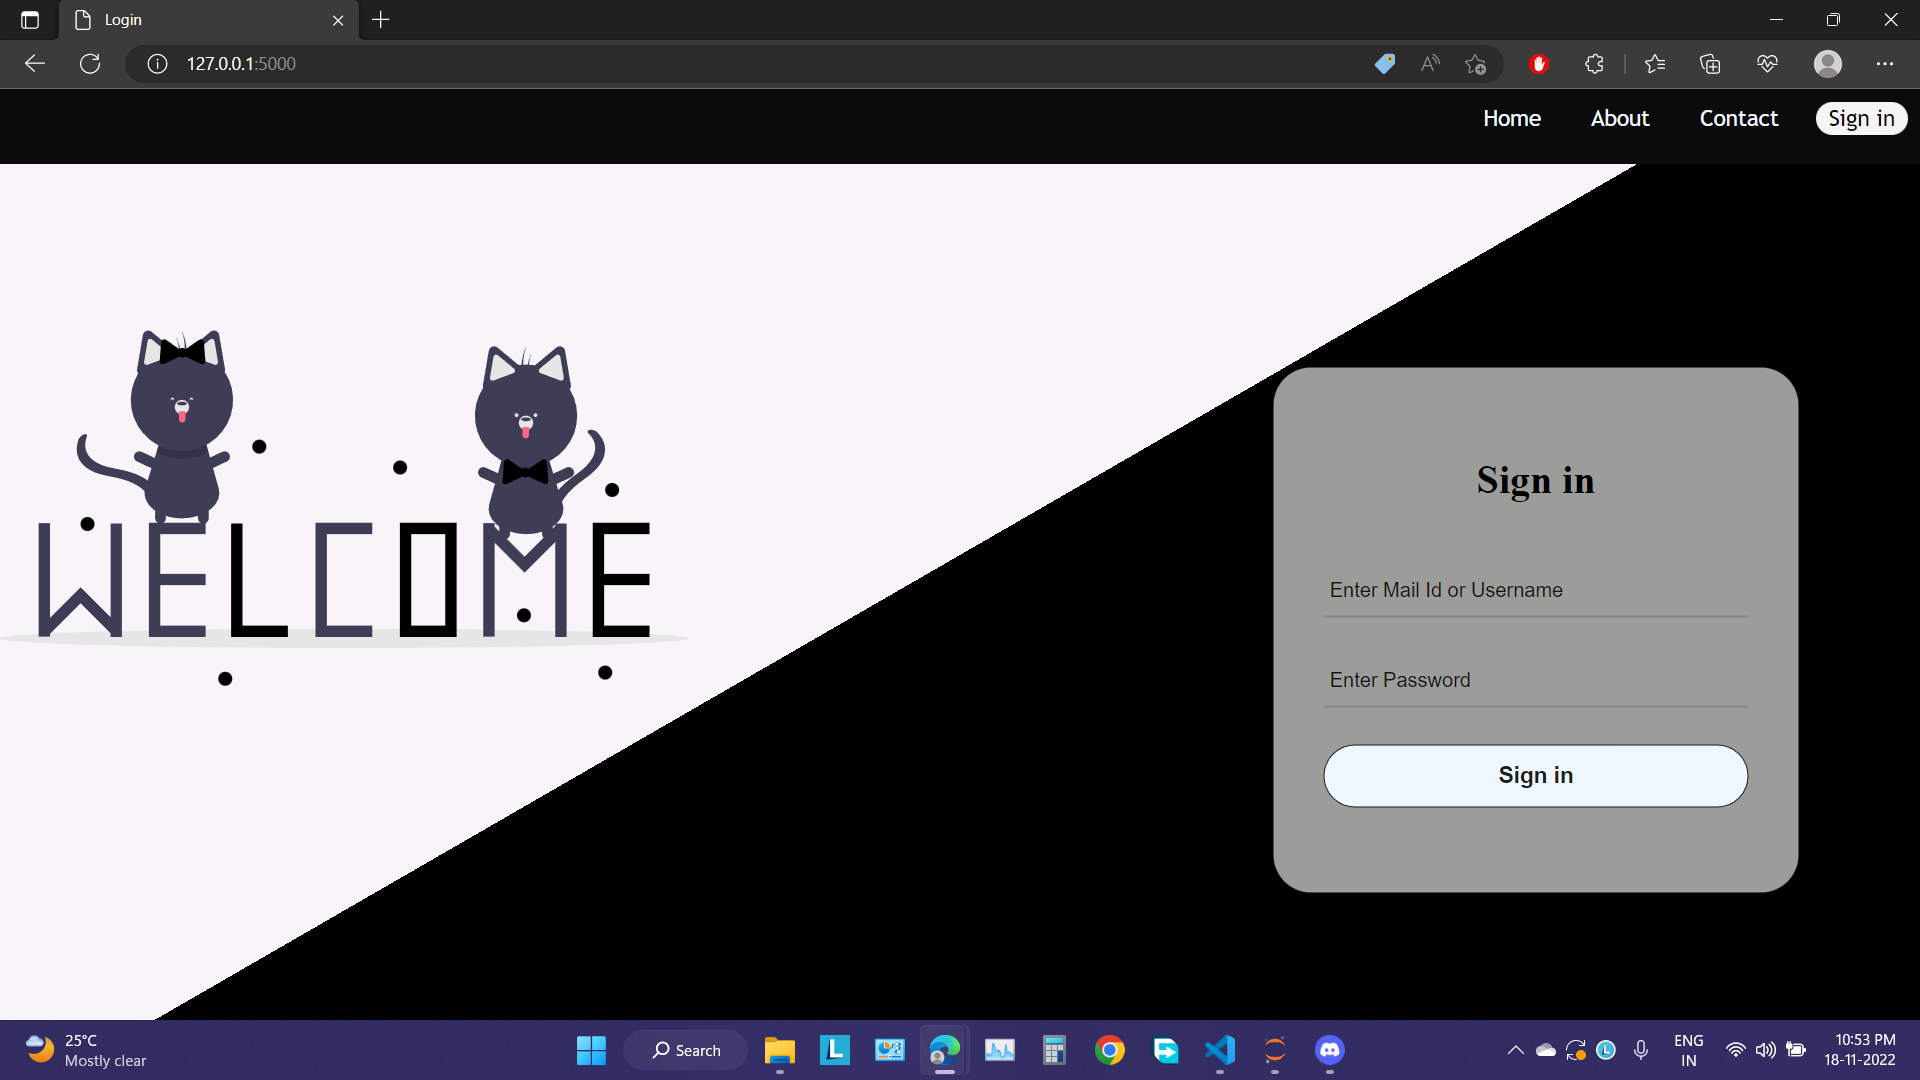 Login
127.0.0.1:5000
Home About Contact Sign in
WELCOME
Sign in
Enter Mail Id or Username
Enter Password
Sign in
25°C
Mostly clear
Search
L
L
ENG
IN
10:53 PM
18-11-2022